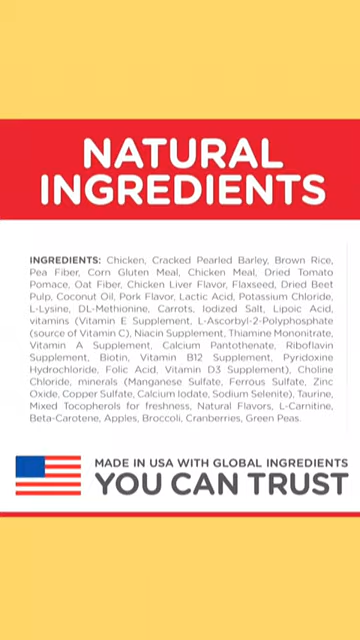 NATURAL
INGREDIENTS
INGREDIENTS: Chicken, Cracked Pearled Barley, Brown Rice,
Pea Fiber, Corn Gluten Meal, Chicken Meal, Dried Tomato
Pomace, Oat Fiber, Chicken Liver Flavor, Flaxseed, Dried Beet
Pulp, Coconut Oil, Pork Flavor, Lactic Acid, Potassium Chloride,
L-Lysine, DL-Methionine, Carrots, Iodized Salt, Lipoic Acid,
vitamins (Vitamin E Supplement, L-Ascorbyl-2-Polyphosphate
(source of Vitamin C), Niacin Supplement, Thiamine Mononitrate,
Vitamin A Supplement, Calcium Pantothenate, Riboflavin
Supplement, Biotin, Vitamin B12 Supplement, Pyridoxine
Hydrochloride, Folic Acid, Vitamin D3 Supplement), Choline
Chloride, minerals (Manganese Sulfate, Ferrous Sulfate, Zinc
Oxide, Copper Sulfate, Calcium Iodate, Sodium Selenite), Taurine,
Mixed Tocopherols for freshness, Natural Flavors, L-Carnitine,
Beta-Carotene, Apples, Broccoli, Cranberries, Green Peas.
MADE IN USA WITH GLOBAL INGREDIENTS
YOU CAN TRUST